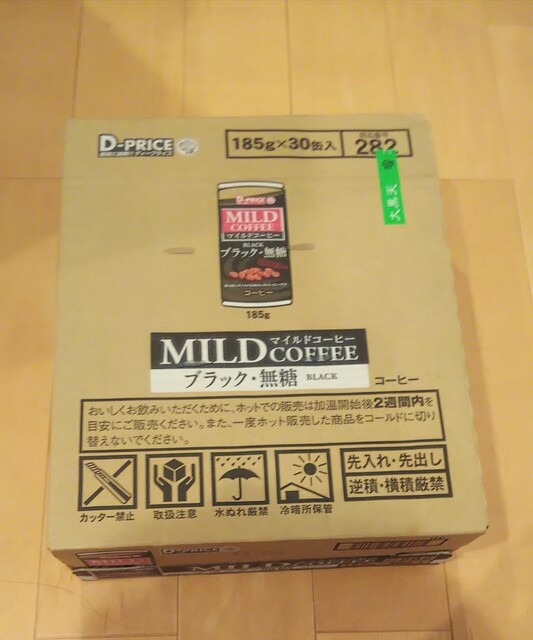 D-PRICE
185g×30缶入
商品番号
282
大黒天
D-PRICE
MILD
COFFEE
マイルドコーヒー
BLACK
ブラック・無糖
コーヒー
185g
マイルドコーヒー
MILD COFFEE
ブラック・無糖 BLACK
コーヒー
おいしくお飲みいただくために、ホットでの販売は加温開始後2週間内を
目安にご販売ください。また、一度ホット販売した商品をコールドに切り
替えないでください。
カッター禁止
取扱注意
水ぬれ厳禁
冷暗所保管
先入れ・先出し
逆積・横積厳禁
D-PRICE
MILD COFFEE